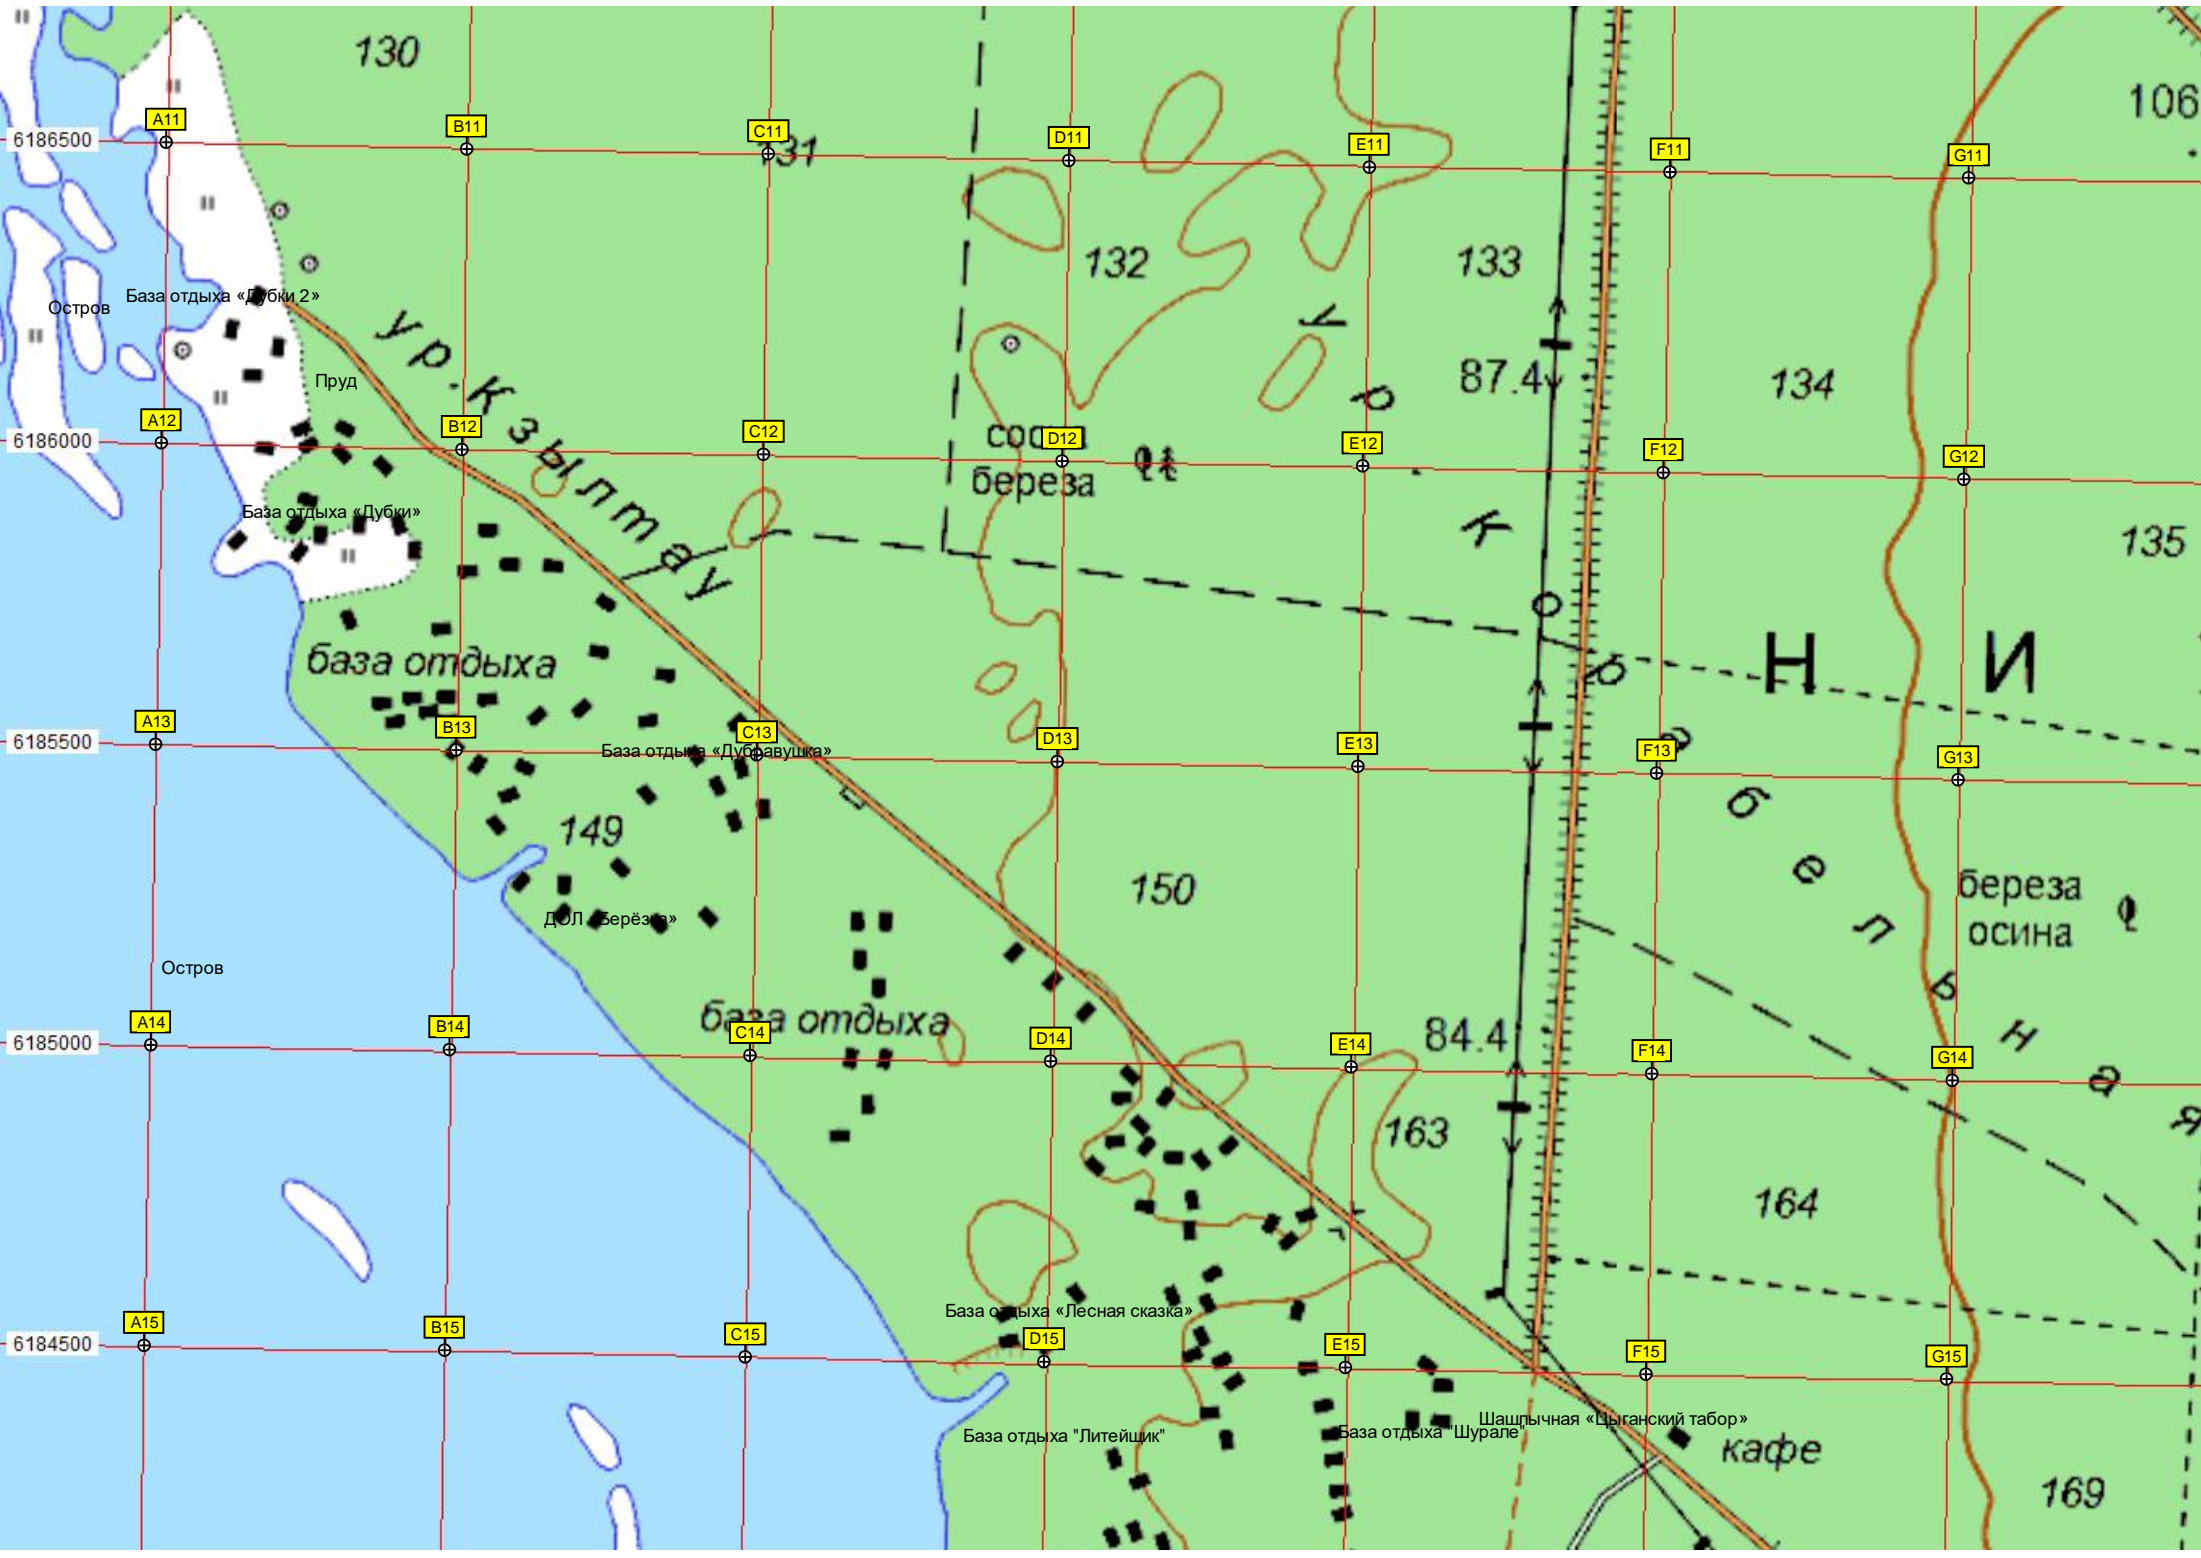 130
106
A11
B11
C11
D11
E11
F11
G11
6186500
131
132
133
База отдыха «Дубки 2»
Остров
ур. Кзылтау
Пруд
87.4
134
A12
B12
C12
D12
E12
F12
G12
6186000
сосна
береза
База отдыха «Дубки»
135
ур. Корабельная
Н И
база отдыха
A13
B13
C13
D13
E13
F13
G13
6185500
База отдыха «Дубравушка»
149
150
береза
осина
ДОЛ «Берёзка»
Остров
база отдыха
84.4
A14
B14
C14
D14
E14
F14
G14
6185000
163
164
База отдыха «Лесная сказка»
A15
B15
C15
D15
E15
F15
G15
6184500
Шашлычная «Цыганский табор»
База отдыха "Литейщик"
База отдыха "Шурале"
кафе
169